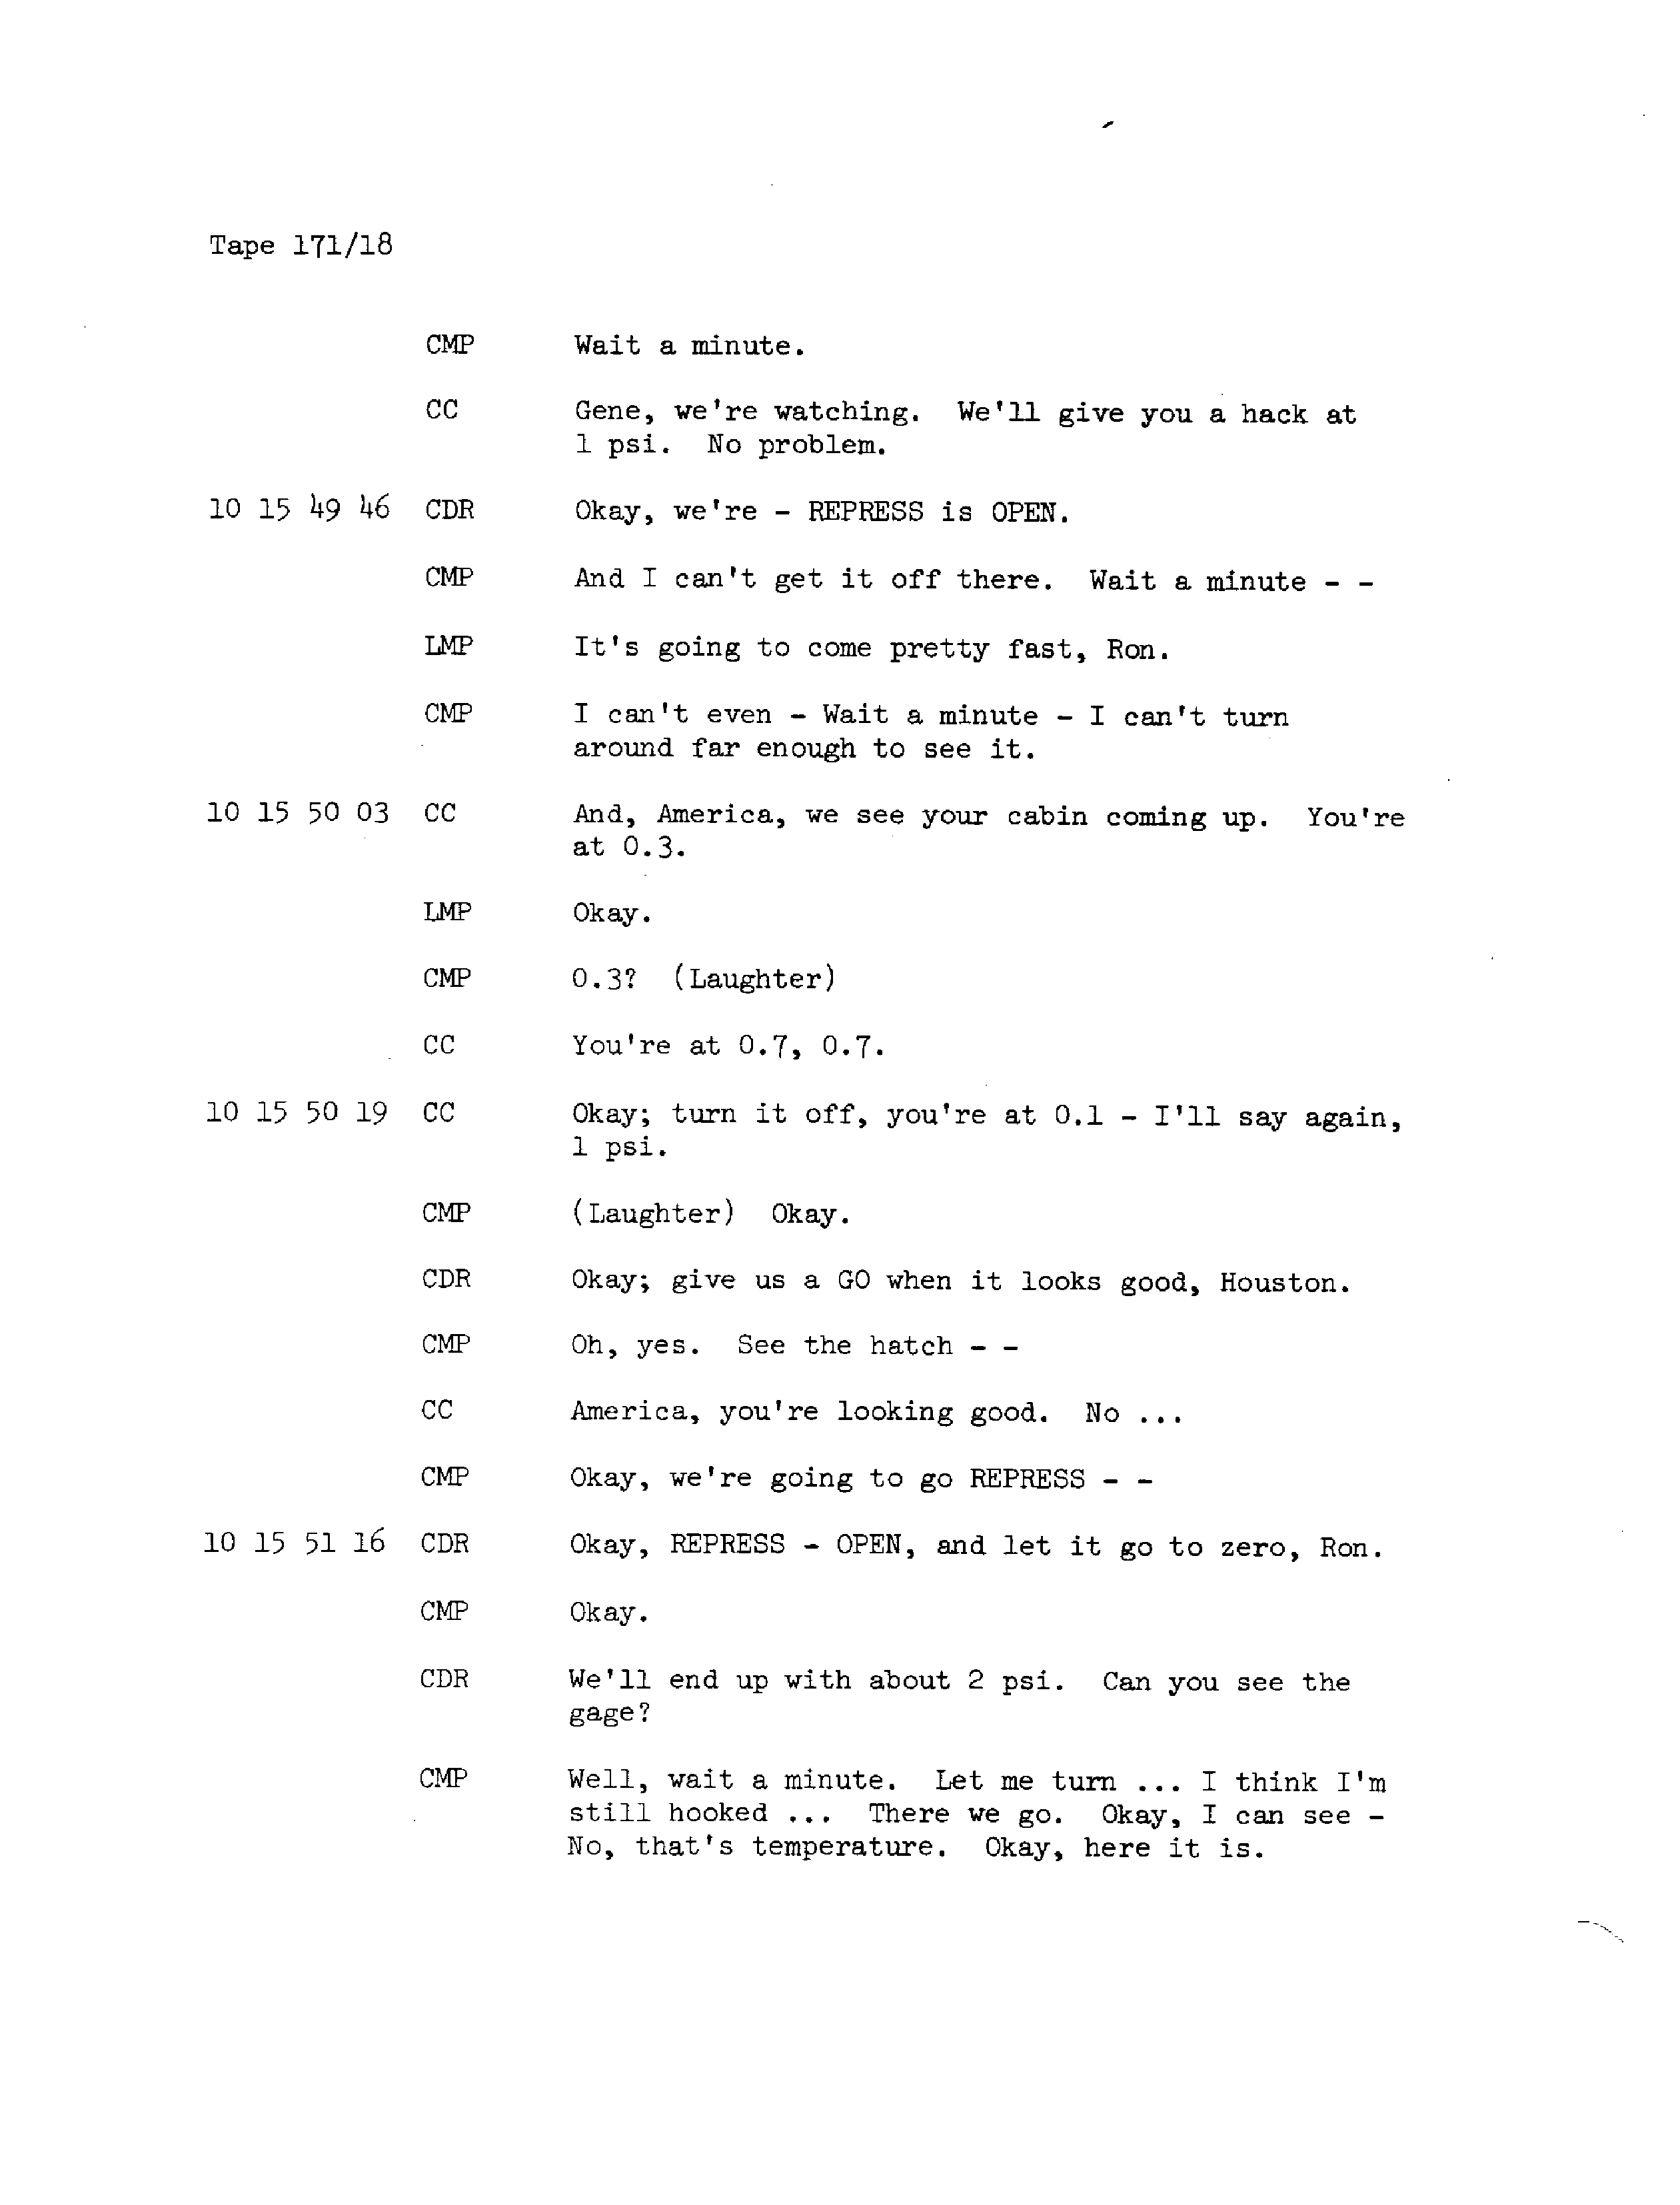 Tape 171/18
CMP Wait a minute.
CC Gene, we're watching. We'll give you a hack at
1 psi. No problem.
10 15 49 46 CDR Okay, we're - REPRESS is OPEN.
CMP And I can't get it off there. Wait a minute - -
LMP It's going to come pretty fast, Ron.
CMP I can't even - Wait a minute - I can't turn
around far enough to see it.
10 15 50 03 CC And, America, we see your cabin coming up. You're
at 0.3.
LMP Okay.
CMP 0.3? (Laughter)
CC You're at 0.7, 0.7.
10 15 50 19 CC Okay; turn it off, you're at 0.1 - I'll say again,
1 psi.
CMP (Laughter) Okay.
CDR Okay; give us a GO when it looks good, Houston.
CMP Oh, yes. See the hatch - -
CC America, you're looking good. No ...
CMP Okay, we're going to go REPRESS - -
10 15 51 16 CDR Okay, REPRESS - OPEN, and let it go to zero, Ron.
CMP Okay.
CDR We'll end up with about 2 psi. Can you see the
gage?
CMP Well, wait a minute. Let me turn ... I think I'm
still hooked ... There we go. Okay, I can see -
No, that's temperature. Okay, here it is.